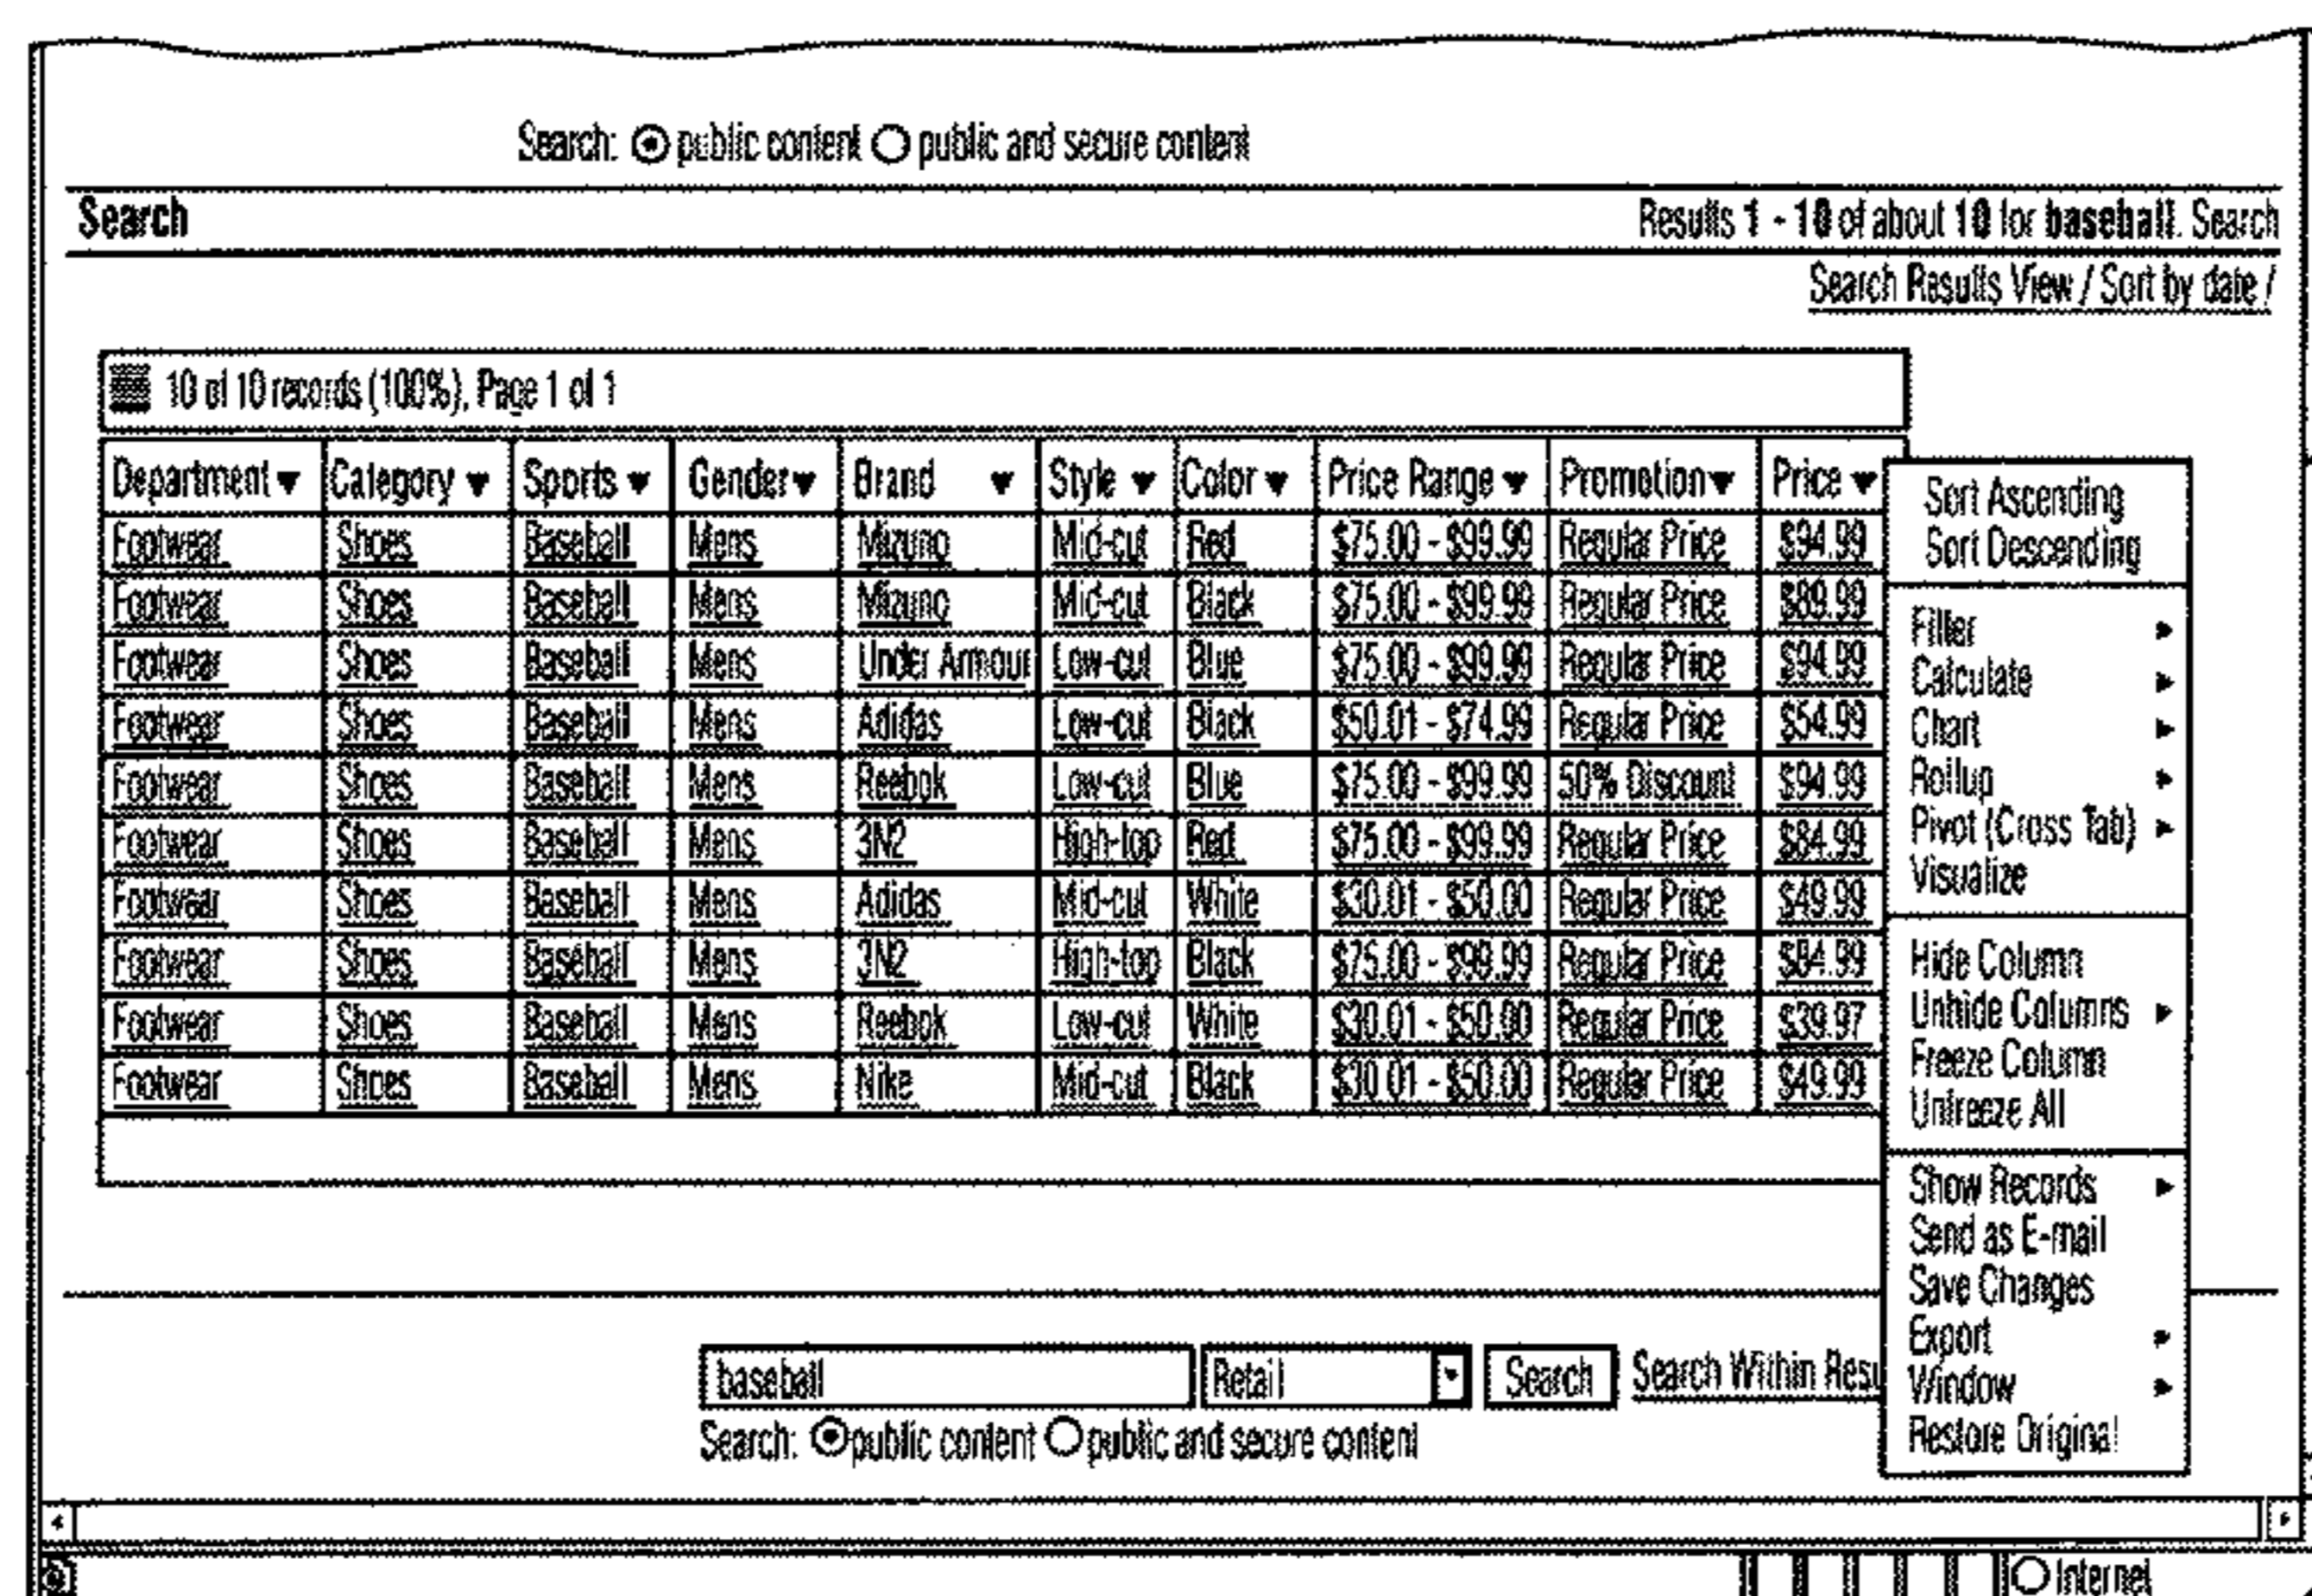 Search: public content public and secure content
Search Results 1 - 10 of about 10 for baseball. Search
Search Results View / Sort by date /
10 of 10 records (100%), Page 1 of 1
Department Category Sports Gender Brand Style Color Price Range Promotion Price
Footwear Shoes Baseball Mens Mizuno Mid-cut Red $75.00 - $99.99 Regular Price $94.99
Footwear Shoes Baseball Mens Mizuno Mid-cut Black $75.00 - $99.99 Regular Price $89.99
Footwear Shoes Baseball Mens Under Armour Low-cut Blue $75.00 - $99.99 Regular Price $94.99
Footwear Shoes Baseball Mens Adidas Low-cut Black $50.01 - $74.99 Regular Price $54.99
Footwear Shoes Baseball Mens Reebok Low-cut Blue $75.00 - $99.99 50% Discount $94.99
Footwear Shoes Baseball Mens 3N2 High-top Red $75.00 - $99.99 Regular Price $84.99
Footwear Shoes Baseball Mens Adidas Mid-cut White $30.01 - $50.00 Regular Price $49.99
Footwear Shoes Baseball Mens 3N2 High-top Black $75.00 - $99.99 Regular Price $84.99
Footwear Shoes Baseball Mens Reebok Low-cut White $30.01 - $50.00 Regular Price $39.97
Footwear Shoes Baseball Mens Nike Mid-cut Black $30.01 - $50.00 Regular Price $49.99
Sort Ascending
Sort Descending
Filter
Calculate
Chart
Rollup
Pivot (Cross Tab)
Visualize
Hide Column
Unhide Columns
Freeze Column
Unfreeze All
Show Records
Send as E-mail
Save Changes
Export
Window
Restore Original
baseball Retail Search Search Within Resu
Search: public content public and secure content
Internet